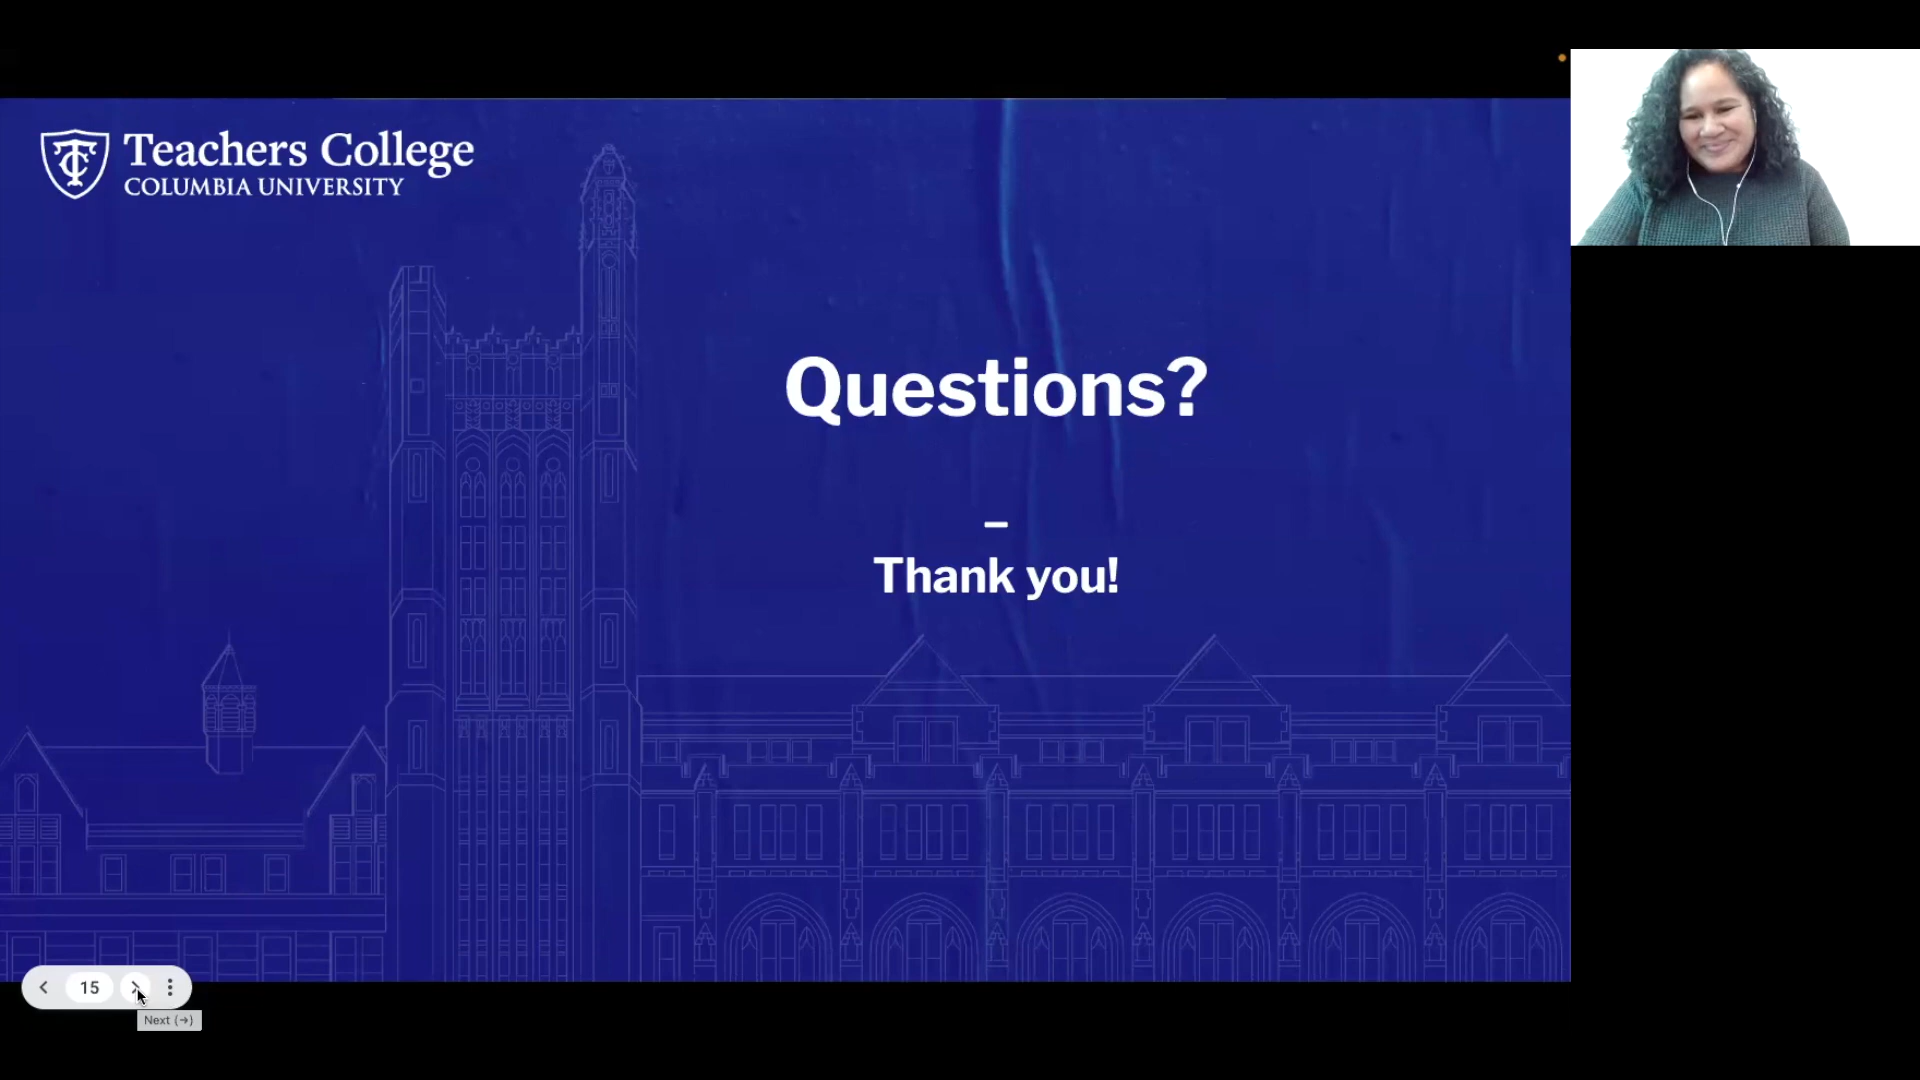 Teachers College
COLUMBIA UNIVERSITY
Questions?
–
Thank you!
15
Next (→)